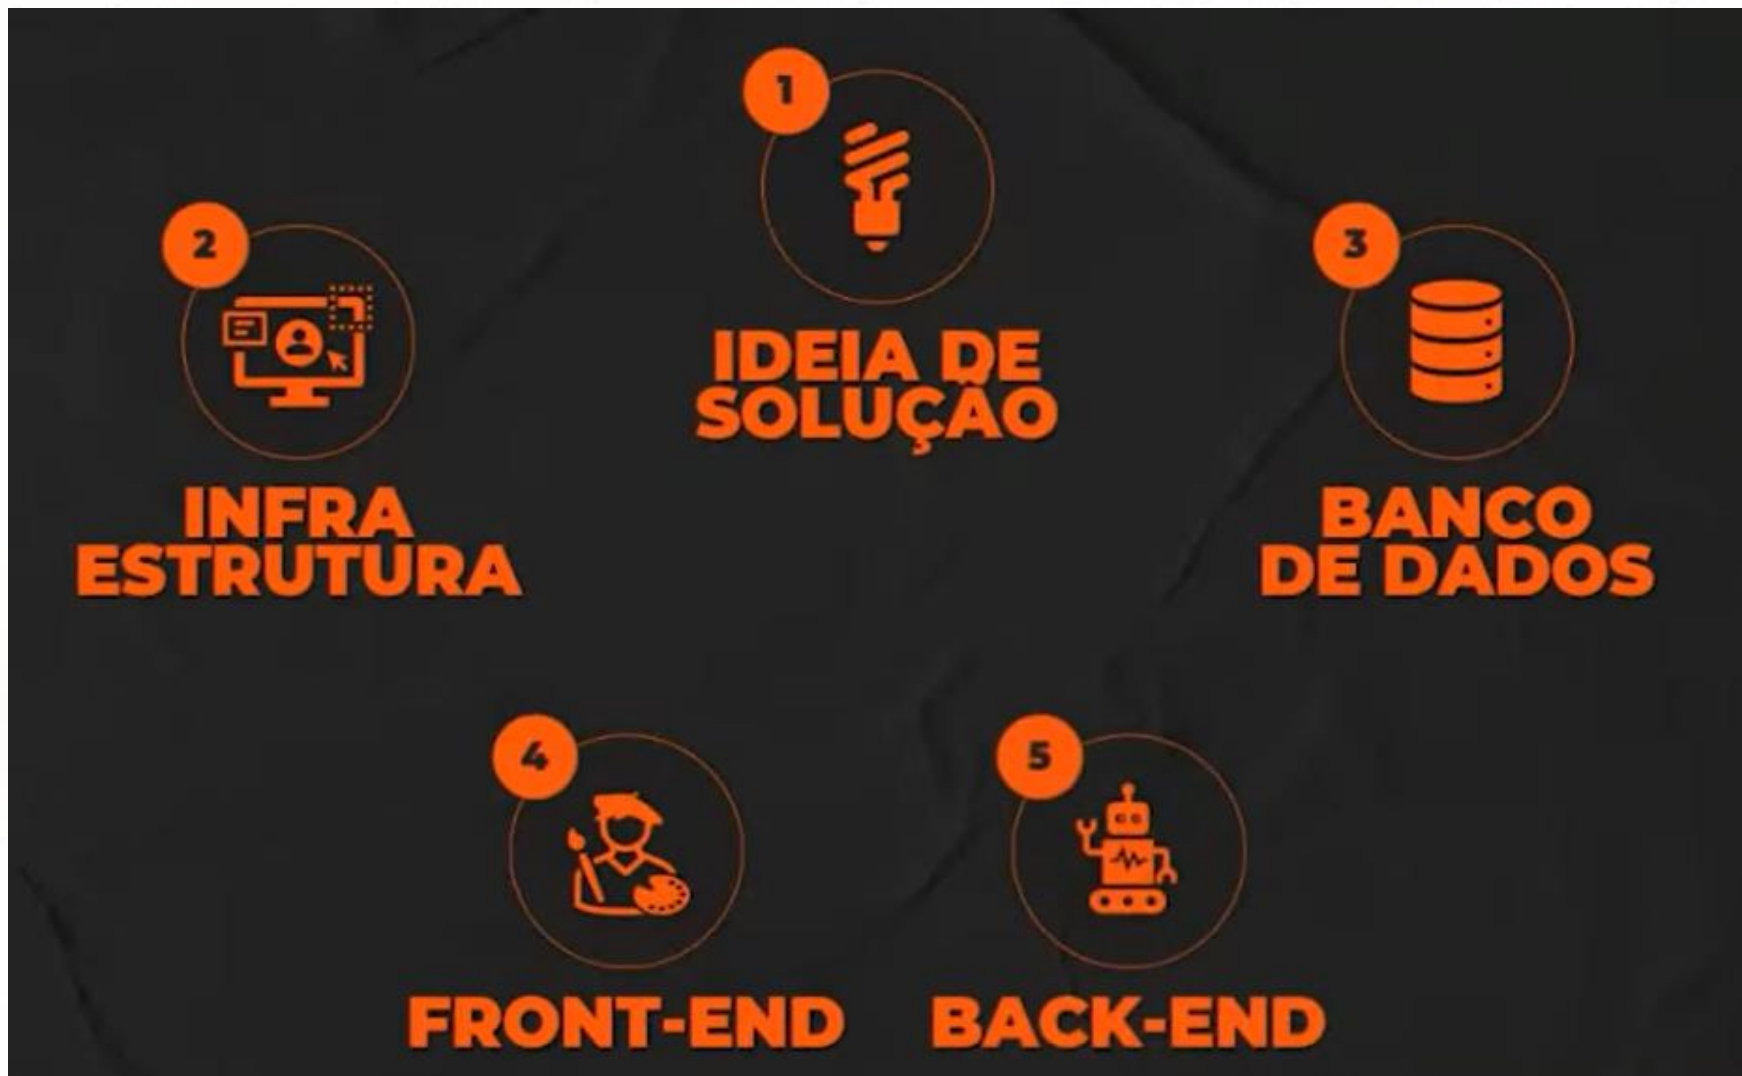 1
IDEIA DE
SOLUÇÃO
2
INFRA
ESTRUTURA
3
BANCO
DE DADOS
4
FRONT-END
5
BACK-END